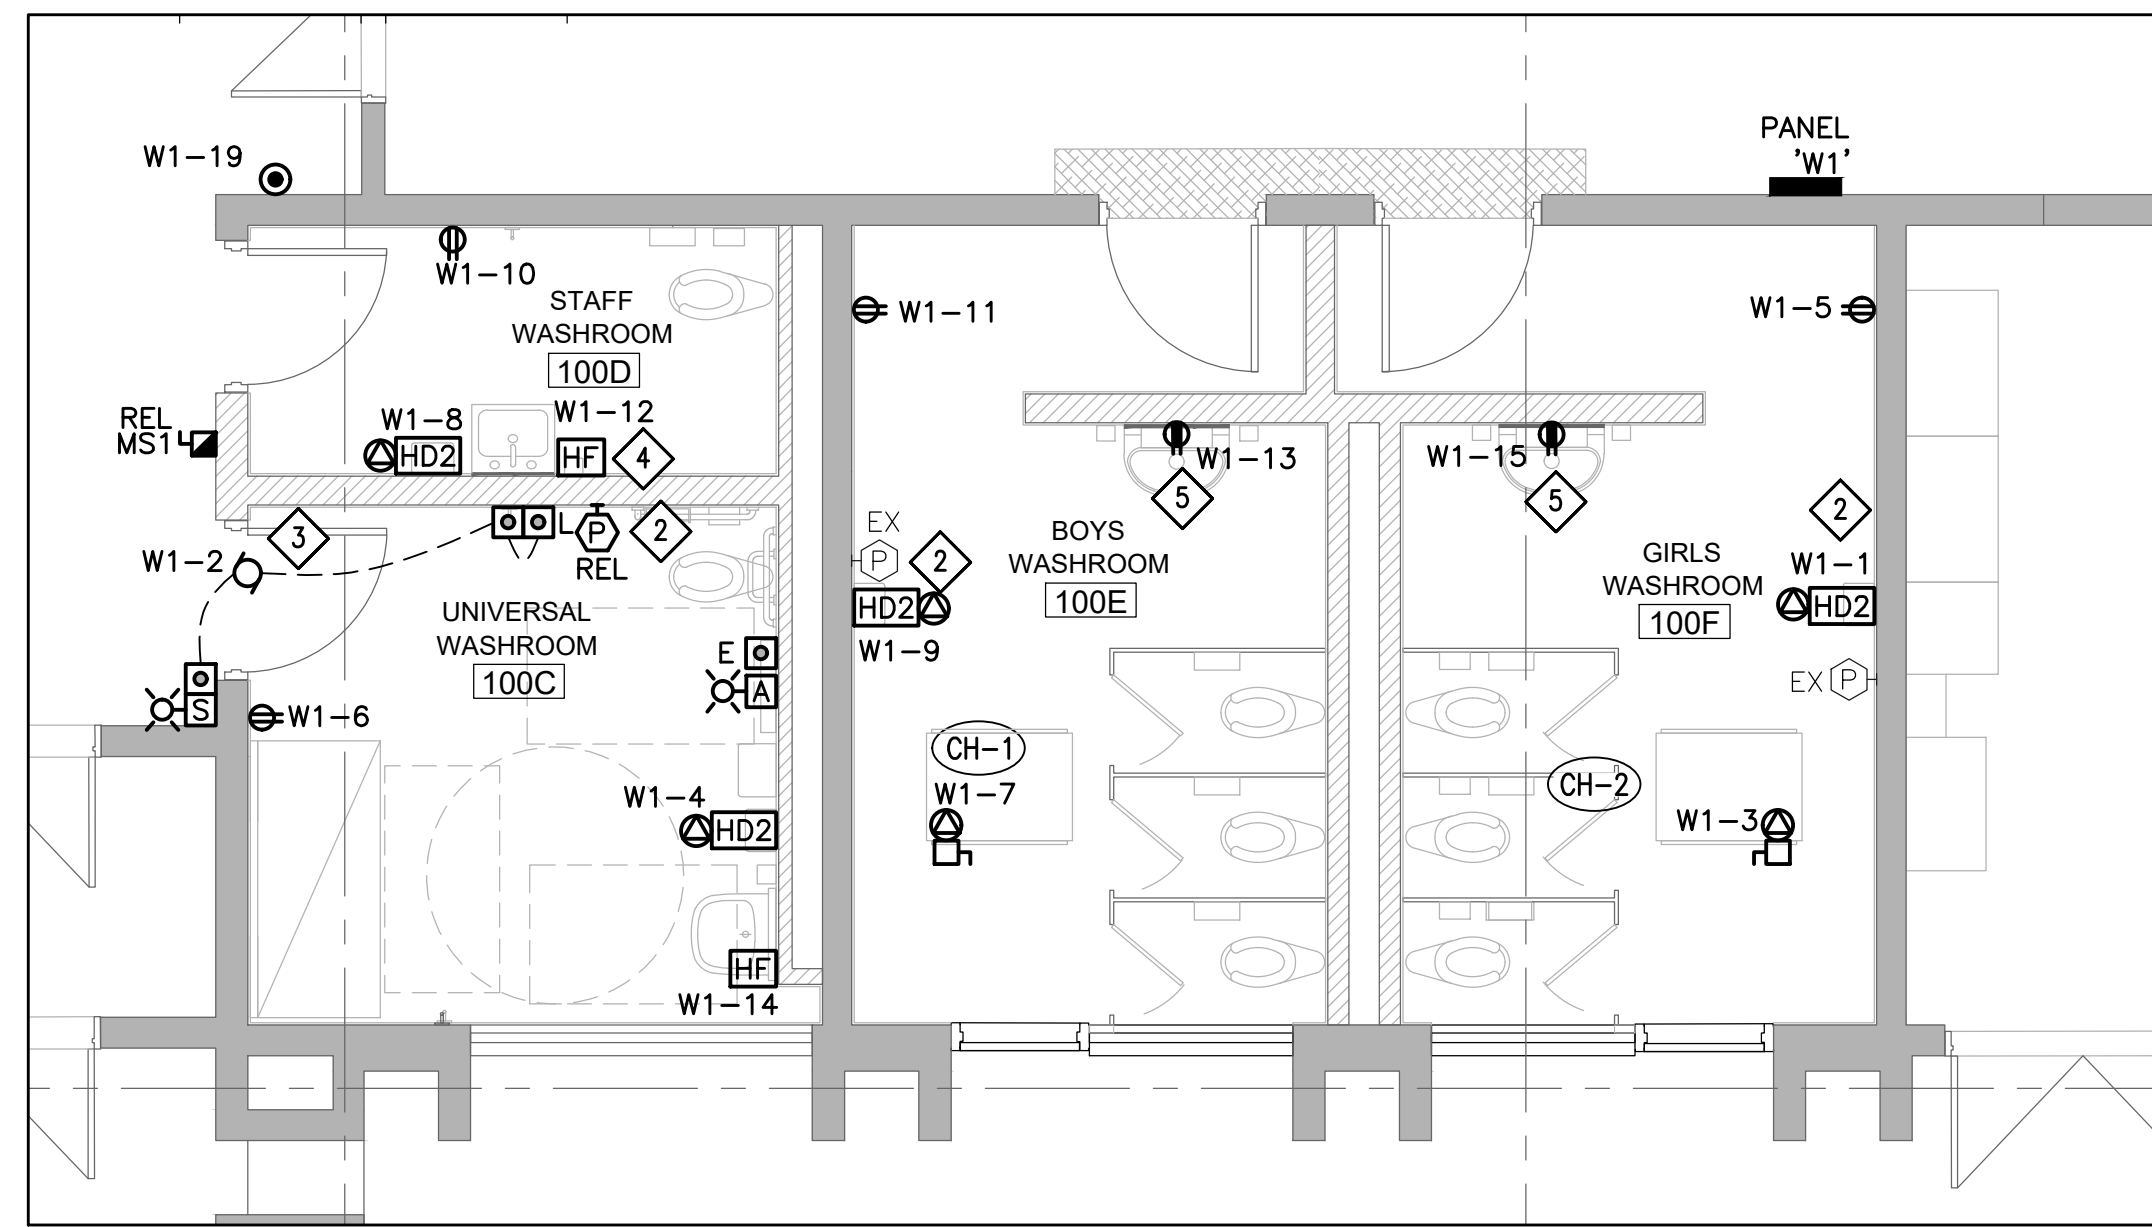 PANEL
'W1'
W1-19
W1-10
STAFF
WASHROOM
100D
W1-11
W1-5
REL
MS1
W1-8
HD2
W1-12
HF
4
W1-13
5
W1-15
5
3
W1-2
L
P
REL
2
EX
P
2
HD2
W1-9
BOYS
WASHROOM
100E
GIRLS
WASHROOM
100F
2
W1-1
HD2
EX
P
UNIVERSAL
WASHROOM
100C
E
A
S
W1-6
W1-4
HD2
HF
W1-14
CH-1
W1-7
CH-2
W1-3